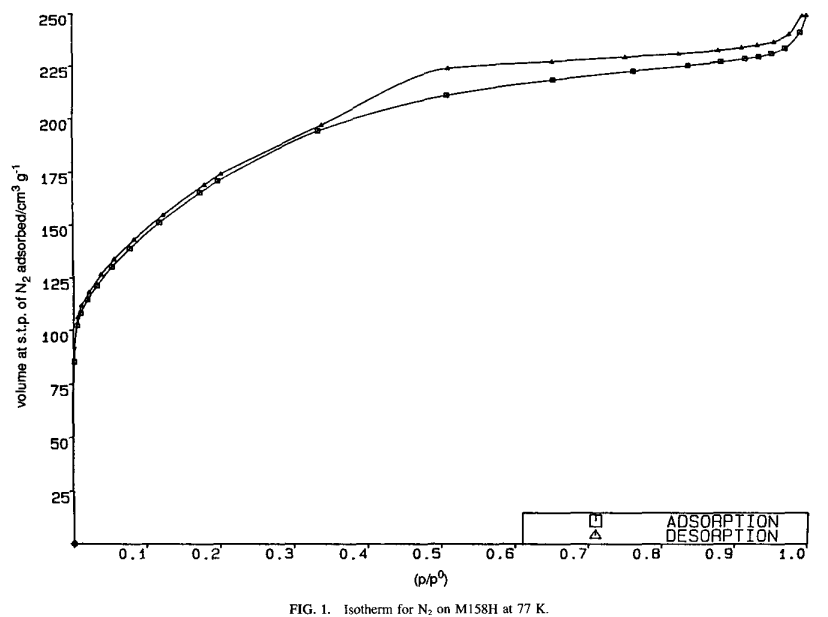 250
225
200
175
150
125
100
75
50
25
volume at s.t.p. of N₂ adsorbed/cm³ g⁻¹
0.1 0.2 0.3 0.4 0.5 0.6 0.7 0.8 0.9 1.0
ADSORPTION
DESORPTION
(p/p⁰)
FIG. 1. Isotherm for N₂ on M158H at 77 K.